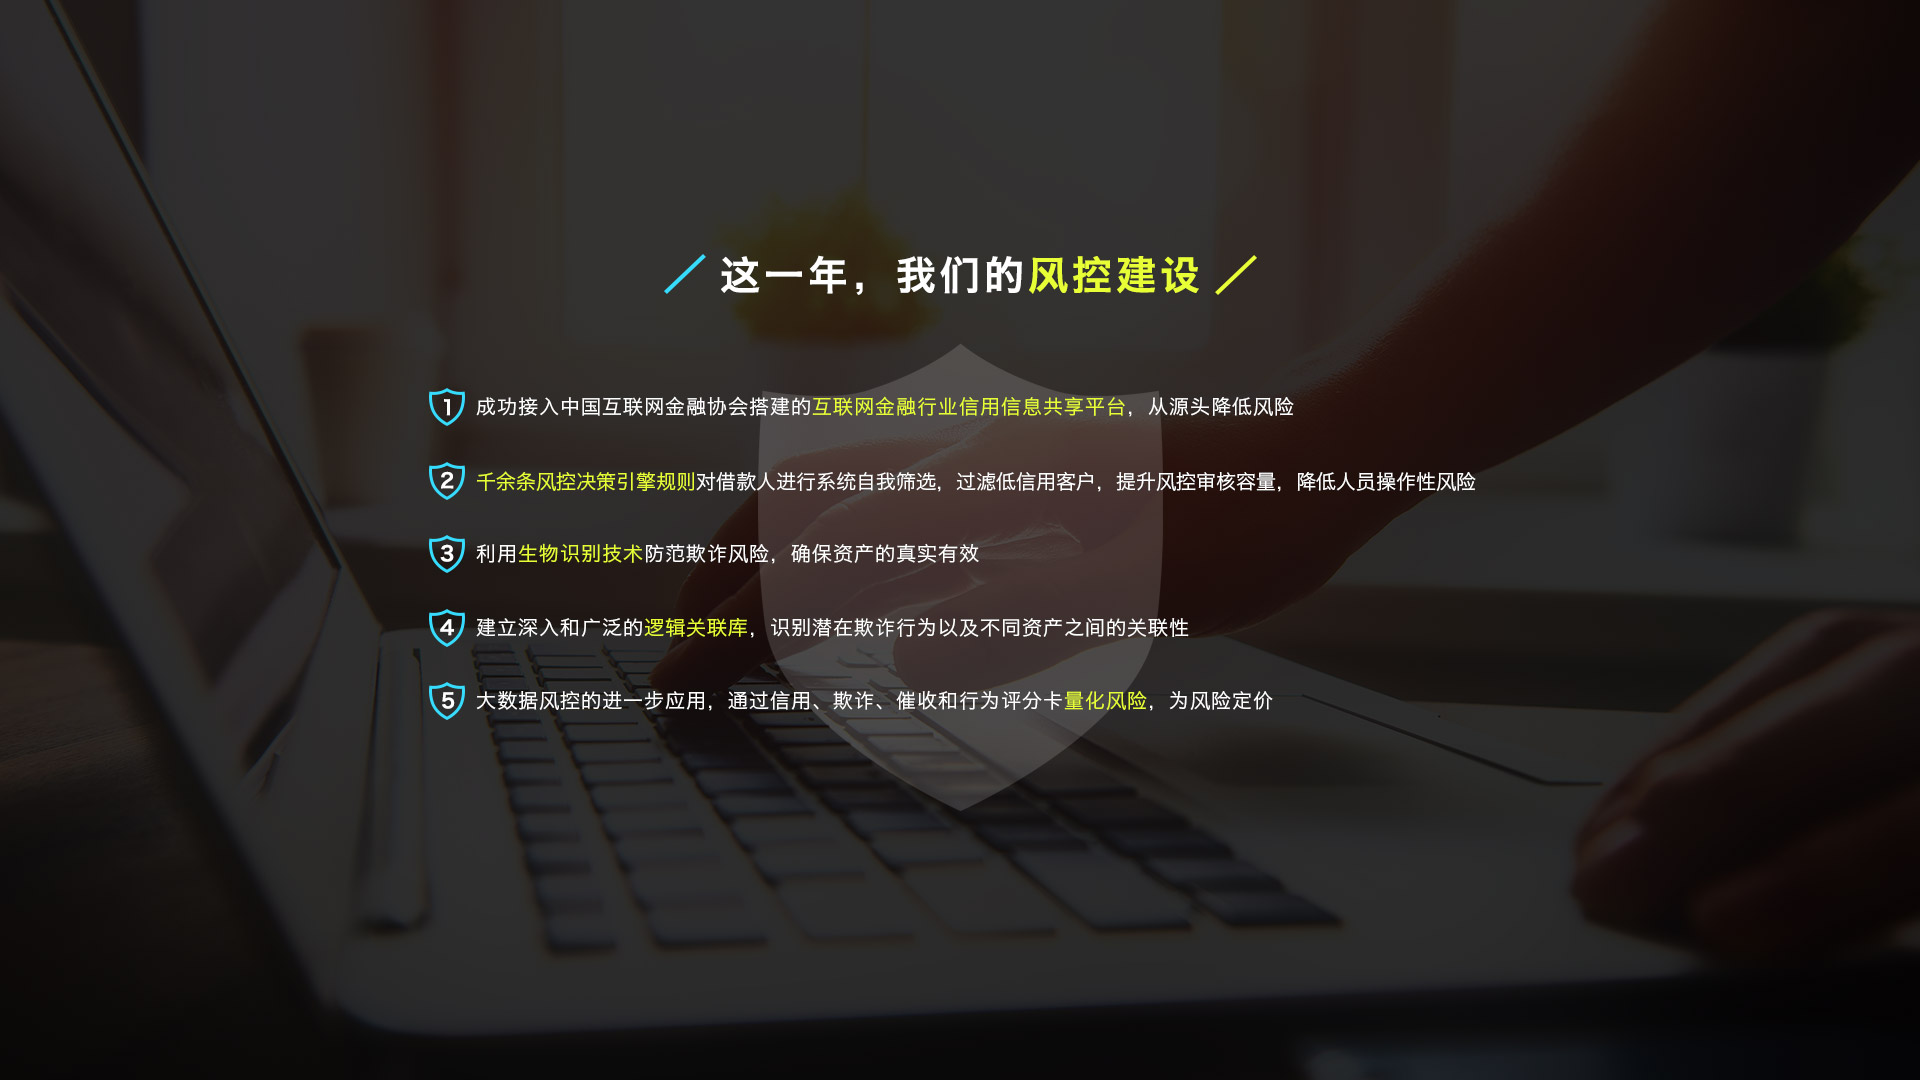 这一年，我们的风控建设
1 成功接入中国互联网金融协会搭建的互联网金融行业信用信息共享平台，从源头降低风险
2 千余条风控决策引擎规则对借款人进行系统自我筛选，过滤低信用客户，提升风控审核容量，降低人员操作性风险
3 利用生物识别技术防范欺诈风险，确保资产的真实有效
4 建立深入和广泛的逻辑关联库，识别潜在欺诈行为以及不同资产之间的关联性
5 大数据风控的进一步应用，通过信用、欺诈、催收和行为评分卡量化风险，为风险定价